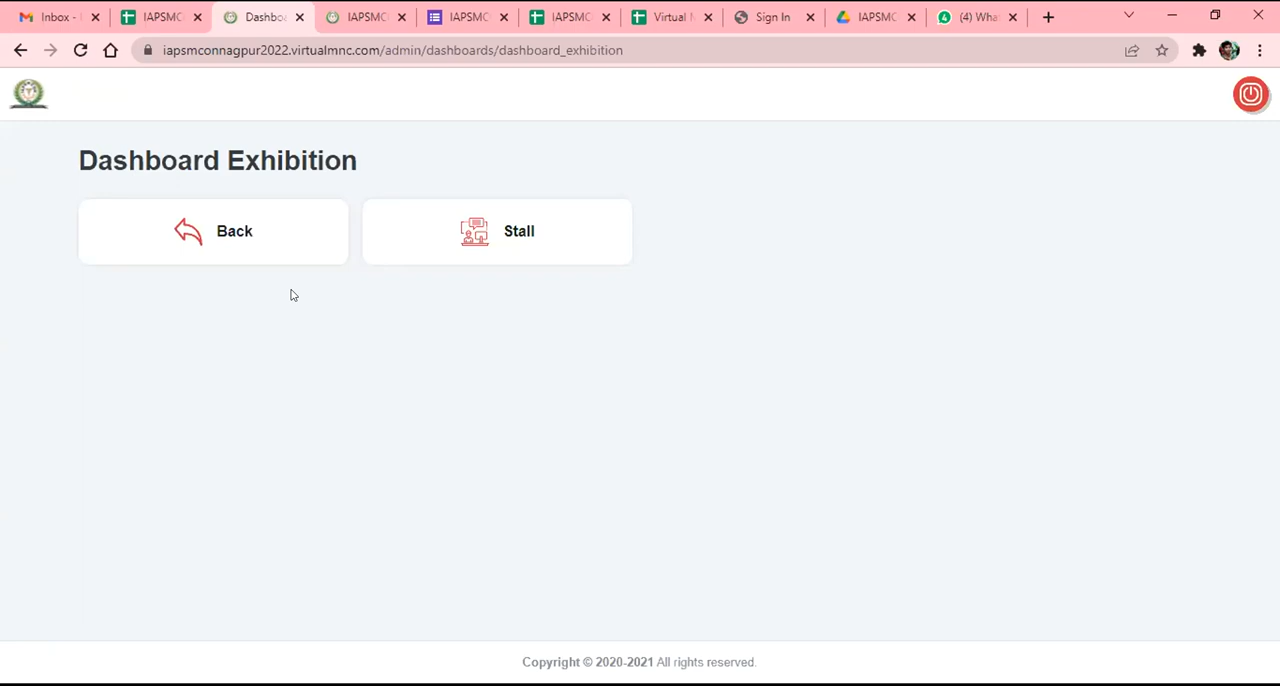 Inbox - IAPSMC Dashbo IAPSMC IAPSMC IAPSMC Virtual Sign In IAPSMC (4) Wha
iapsmconnagpur2022.virtualmnc.com/admin/dashboards/dashboard_exhibition
Dashboard Exhibition
Back Stall
Copyright © 2020-2021 All rights reserved.